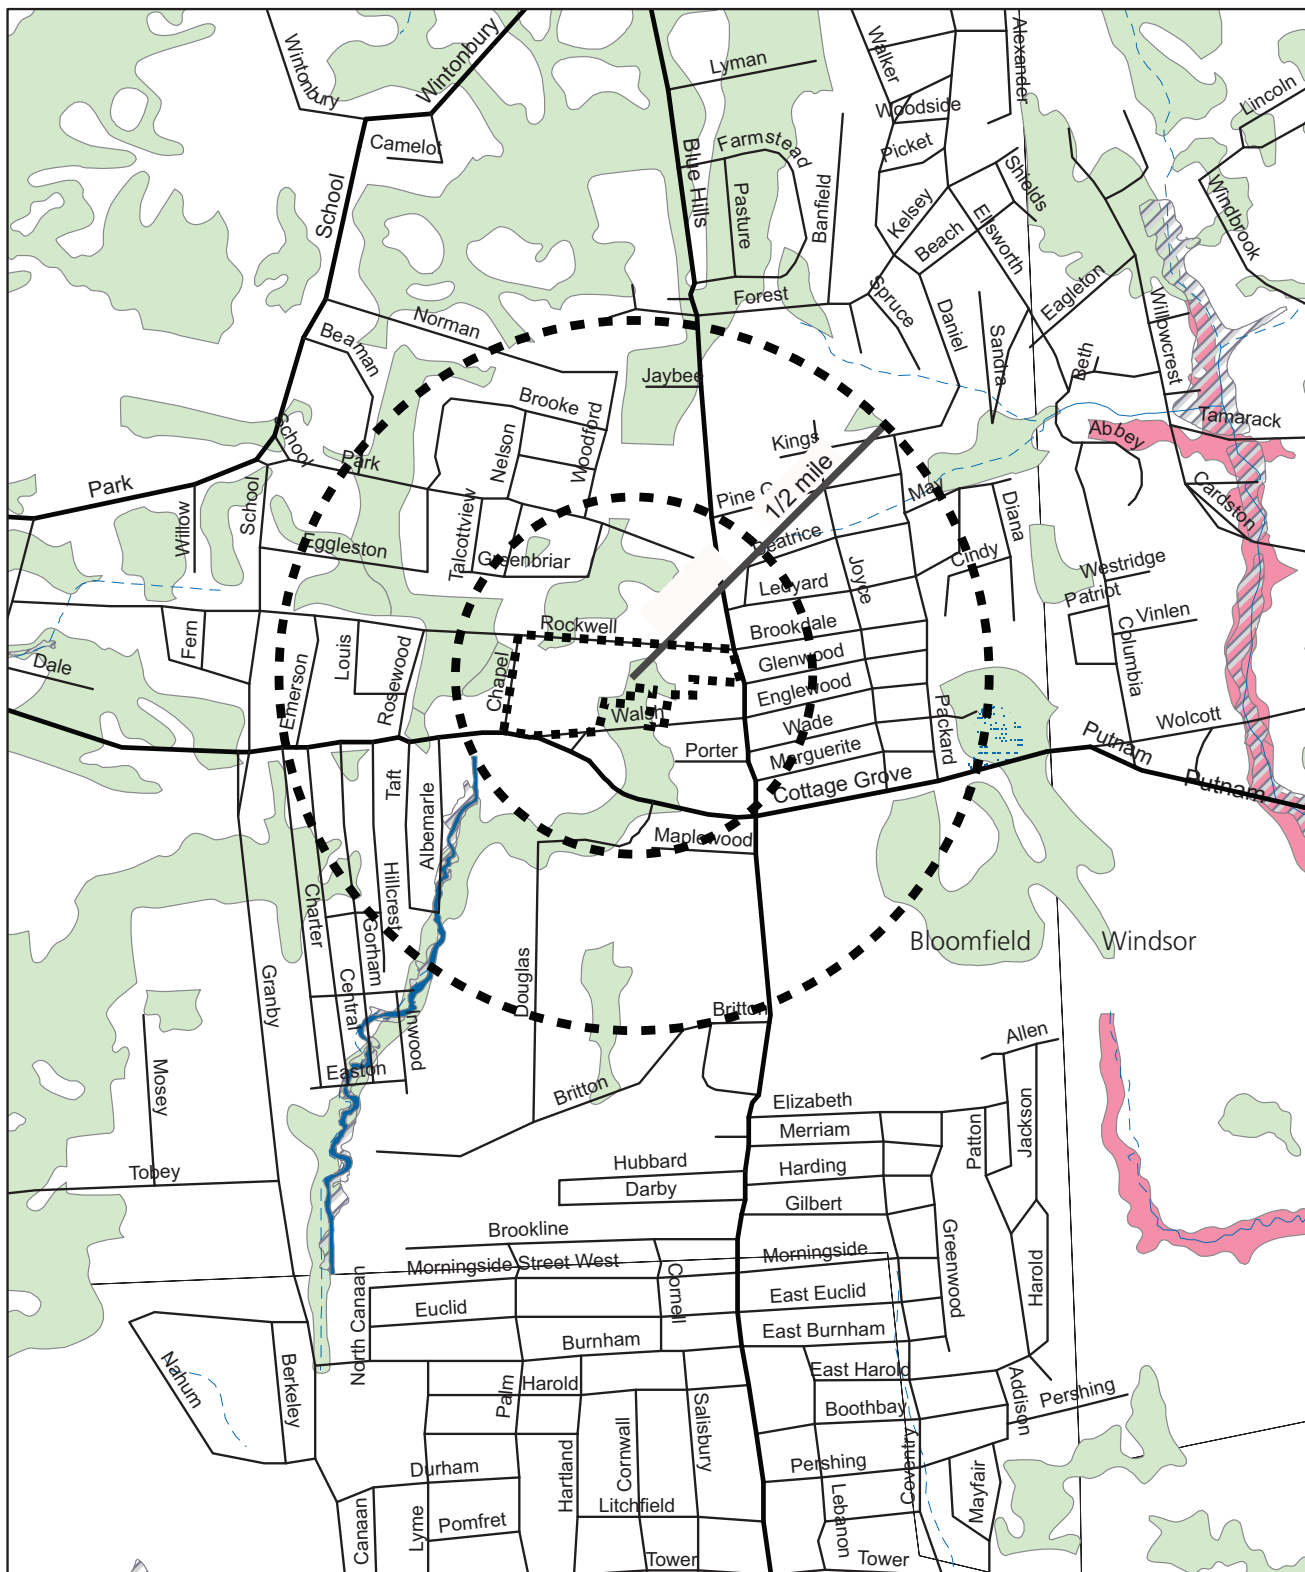 Wintonbury
Wintonbury
Lyman
Walker
Alexander
Woodside
Lincoln
Camelot
Blue Hills
Farmstead
Picket
School
Pasture
Banfield
Kelsey
Shields
Windbrook
Beach
Ellsworth
Forest
Spruce
Eagleton
Norman
Beaman
Daniel
Sandra
Willowcrest
Beth
Jaybee
Brooke
School
Park
Nelson
Woodford
Kings
Abbey
Tamarack
Park
1/2 mile
Pine
May
Diana
Cardston
Willow
School
Talcottview
Eggleston
Greenbriar
Beatrice
Cindy
Westridge
Ledyard
Joyce
Patriot
Vinlen
Fern
Louis
Rosewood
Rockwell
Brookdale
Columbia
Dale
Emerson
Chapel
Glenwood
Englewood
Packard
Walsh
Wade
Wolcott
Porter
Marguerite
Putnam
Putnam
Taft
Albemarle
Cottage Grove
Maplewood
Hillcrest
Charter
Gorham
Bloomfield
Windsor
Granby
Central
Inwood
Douglas
Britton
Allen
Easton
Mosey
Britton
Elizabeth
Merriam
Patton
Jackson
Tobey
Hubbard
Darby
Harding
Gilbert
Brookline
Greenwood
Morningside Street West
Morningside
North Canaan
Euclid
Cornell
East Euclid
Harold
Burnham
East Burnham
Nahum
Berkeley
Palm
Harold
East Harold
Addison
Pershing
Boothbay
Salisbury
Cornwall
Hartland
Durham
Pershing
Coventry
Mayfair
Canaan
Lyme
Pomfret
Litchfield
Lebanon
Tower
Tower